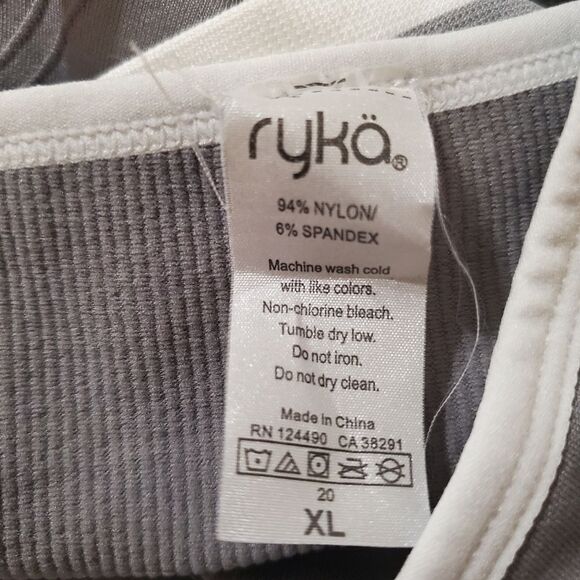 rykä®
94% NYLON/
6% SPANDEX
Machine wash cold
with like colors.
Non-chlorine bleach.
Tumble dry low.
Do not iron.
Do not dry clean.
Made in China
RN 124490 CA 38291
20
XL